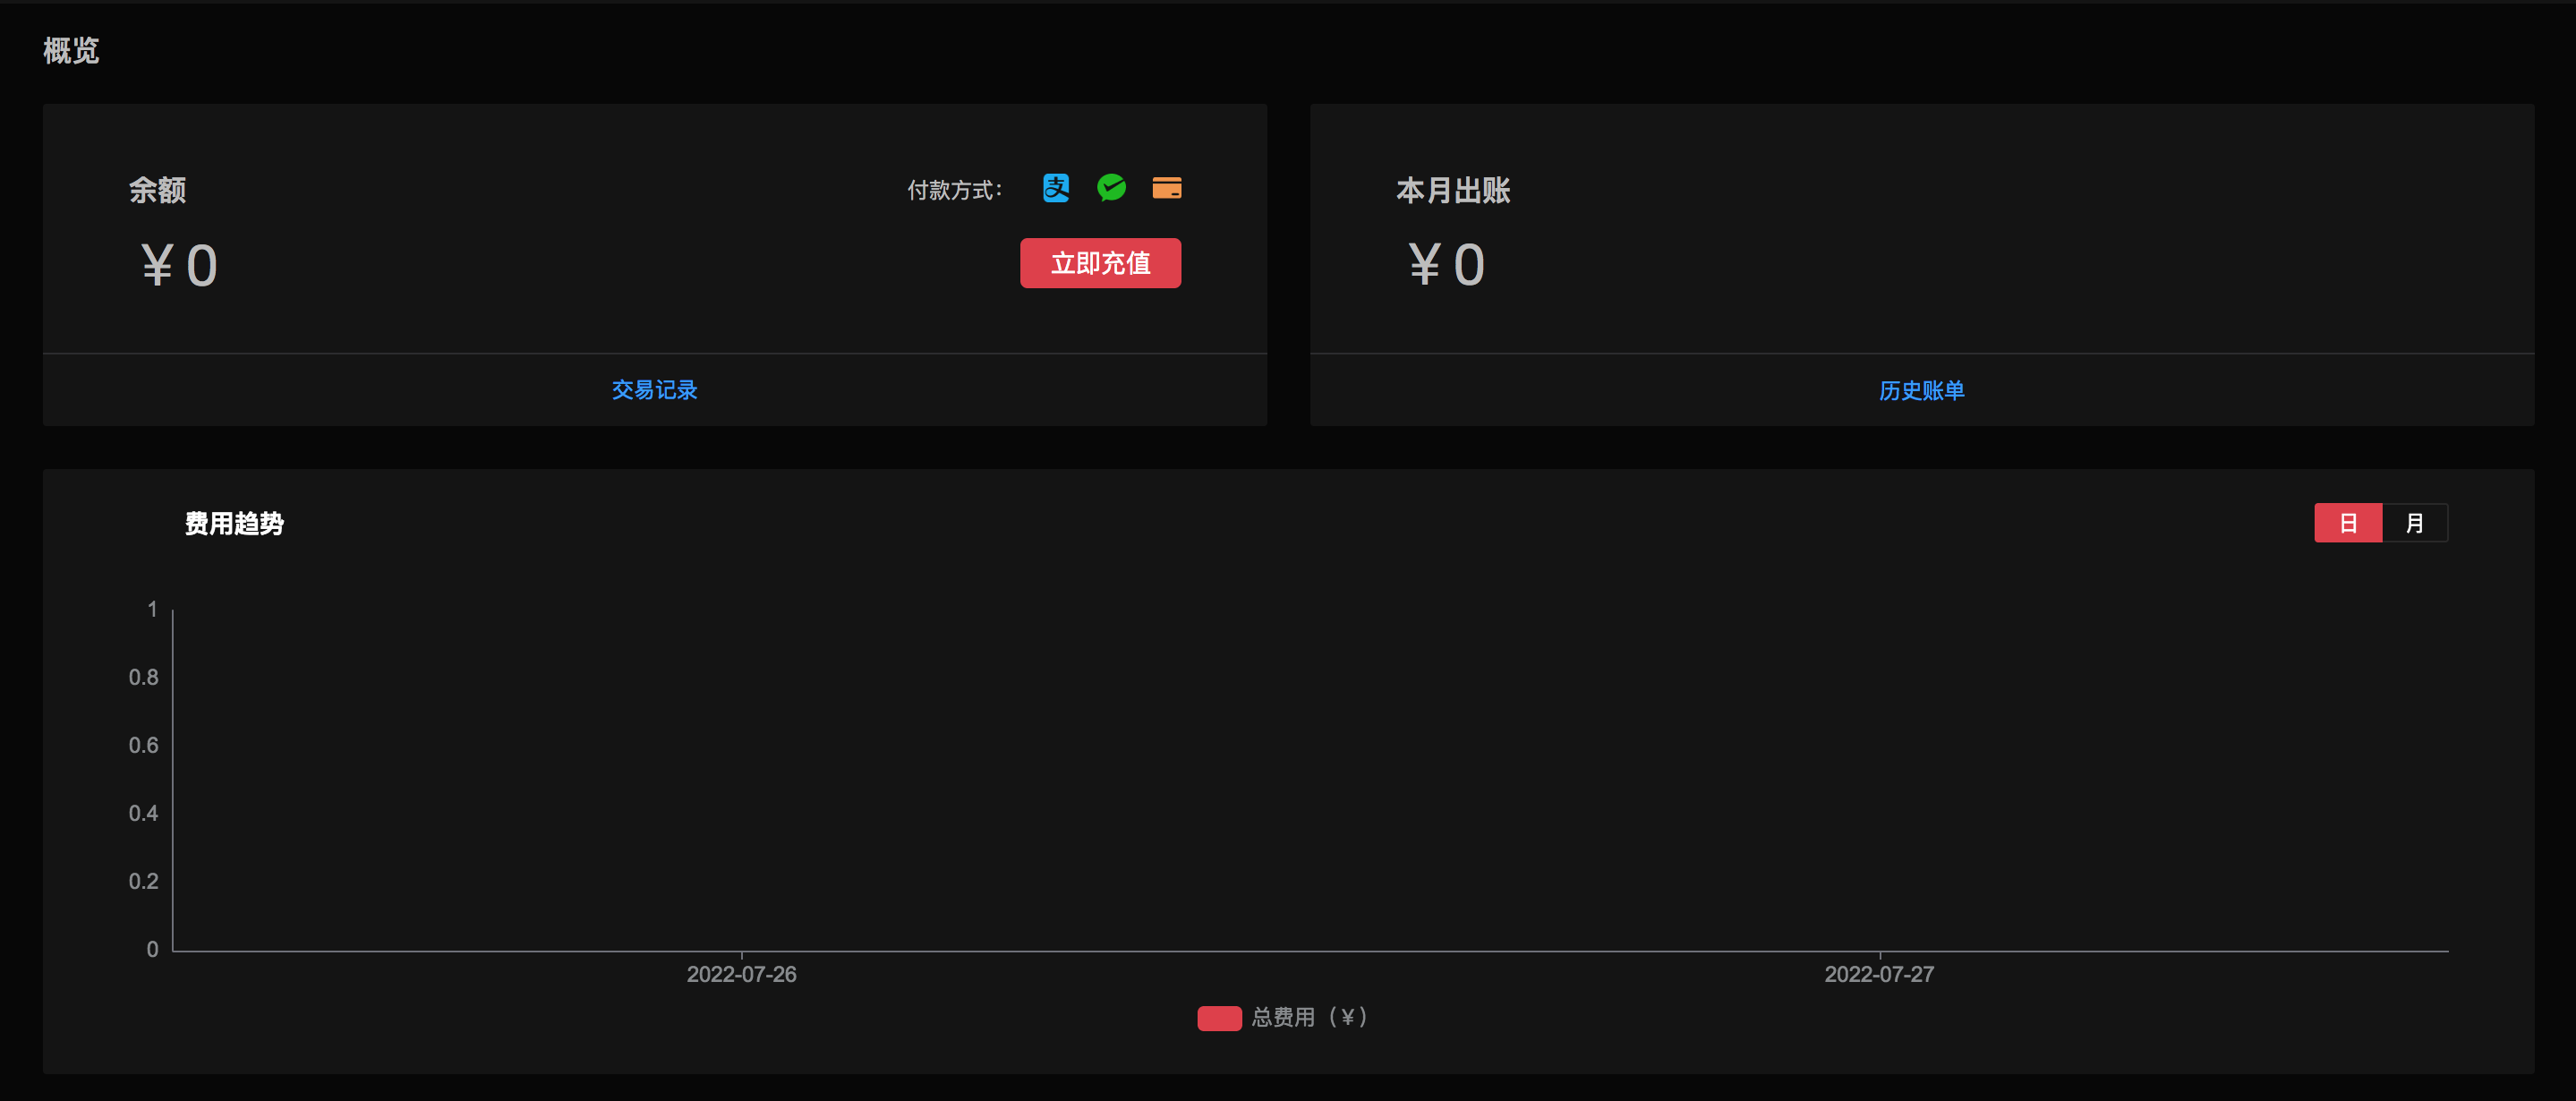 概览
余额
付款方式：
¥ 0
立即充值
交易记录
本月出账
¥ 0
历史账单
费用趋势
日 月
1
0.8
0.6
0.4
0.2
0
2022-07-26 2022-07-27
总费用（¥）